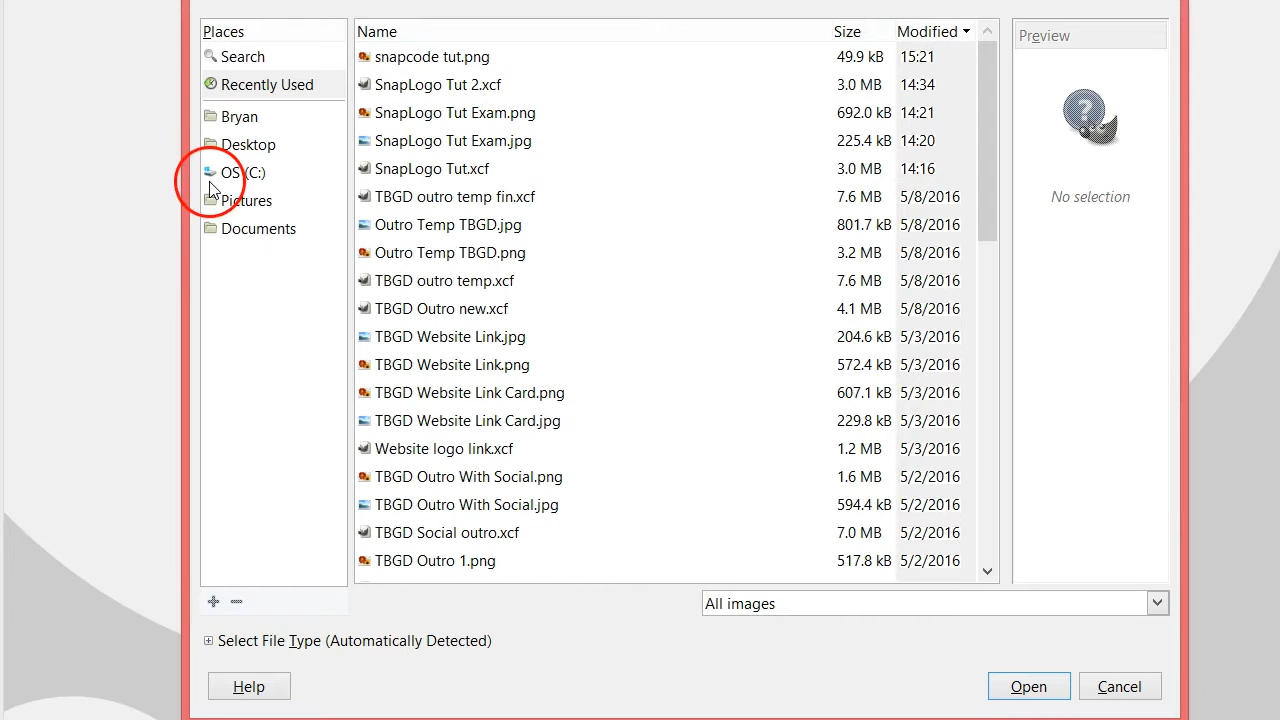 Places
Search
Recently Used
Bryan
Desktop
OS (C:)
Pictures
Documents
Name Size Modified
snapcode tut.png 49.9 kB 15:21
SnapLogo Tut 2.xcf 3.0 MB 14:34
SnapLogo Tut Exam.png 692.0 kB 14:21
SnapLogo Tut Exam.jpg 225.4 kB 14:20
SnapLogo Tut.xcf 3.0 MB 14:16
TBGD outro temp fin.xcf 7.6 MB 5/8/2016
Outro Temp TBGD.jpg 801.7 kB 5/8/2016
Outro Temp TBGD.png 3.2 MB 5/8/2016
TBGD outro temp.xcf 7.6 MB 5/8/2016
TBGD Outro new.xcf 4.1 MB 5/8/2016
TBGD Website Link.jpg 204.6 kB 5/3/2016
TBGD Website Link.png 572.4 kB 5/3/2016
TBGD Website Link Card.png 607.1 kB 5/3/2016
TBGD Website Link Card.jpg 229.8 kB 5/3/2016
Website logo link.xcf 1.2 MB 5/3/2016
TBGD Outro With Social.png 1.6 MB 5/2/2016
TBGD Outro With Social.jpg 594.4 kB 5/2/2016
TBGD Social outro.xcf 7.0 MB 5/2/2016
TBGD Outro 1.png 517.8 kB 5/2/2016
Preview
No selection
All images
Select File Type (Automatically Detected)
Help Open Cancel